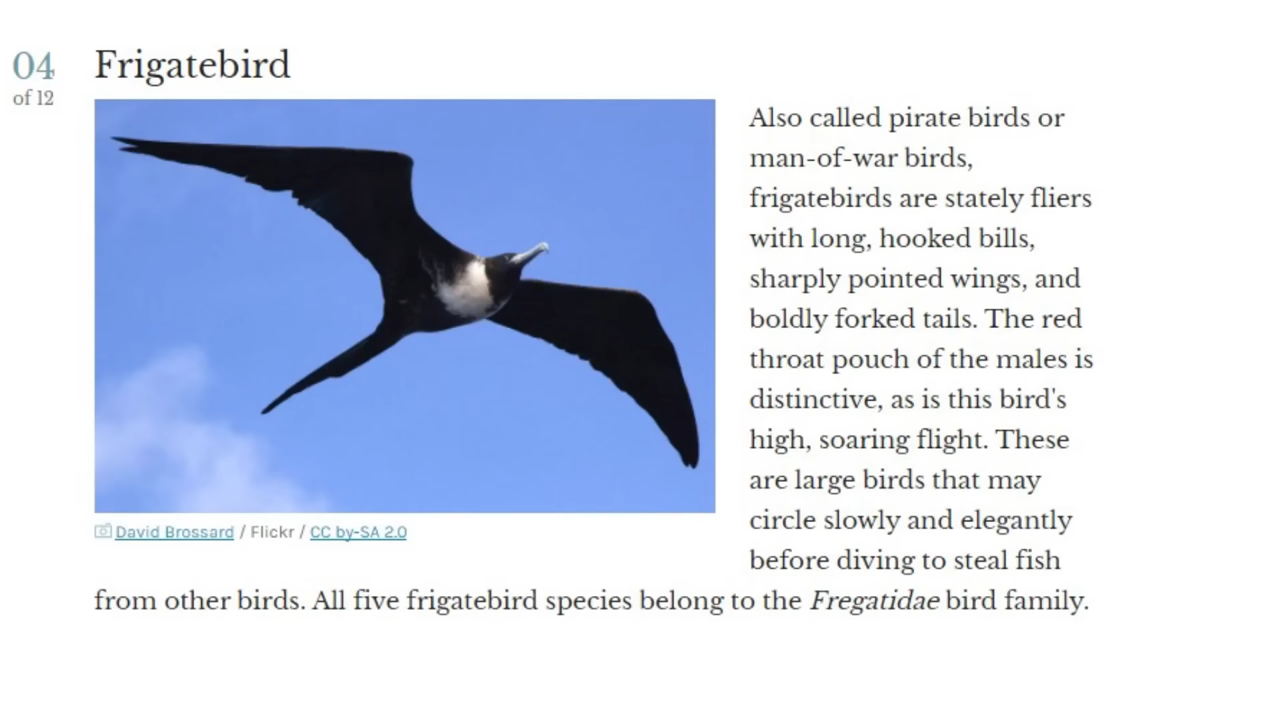 04
of 12
Frigatebird
Also called pirate birds or
man-of-war birds,
frigatebirds are stately fliers
with long, hooked bills,
sharply pointed wings, and
boldly forked tails. The red
throat pouch of the males is
distinctive, as is this bird's
high, soaring flight. These
are large birds that may
circle slowly and elegantly
before diving to steal fish
from other birds. All five frigatebird species belong to the Fregatidae bird family.
David Brossard / Flickr / CC by-SA 2.0